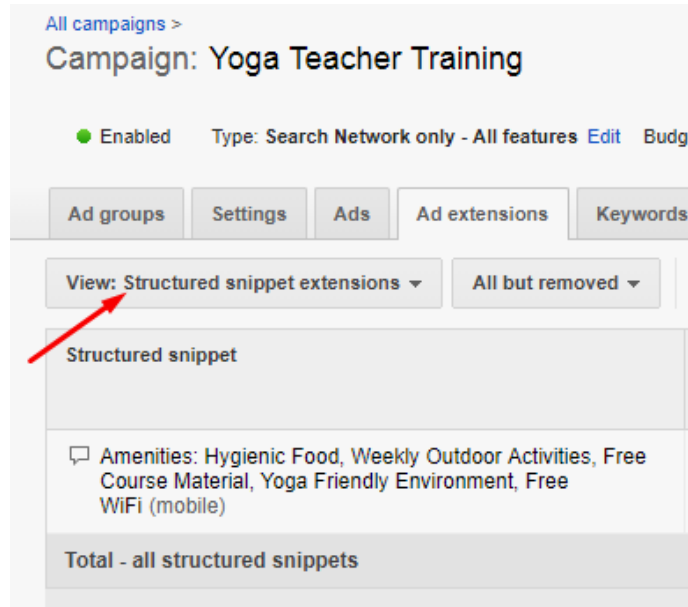 All campaigns >
Campaign: Yoga Teacher Training
Enabled Type: Search Network only - All features Edit Budg
Ad groups Settings Ads Ad extensions Keywords
View: Structured snippet extensions All but removed
Structured snippet
Amenities: Hygienic Food, Weekly Outdoor Activities, Free
Course Material, Yoga Friendly Environment, Free
WiFi (mobile)
Total - all structured snippets